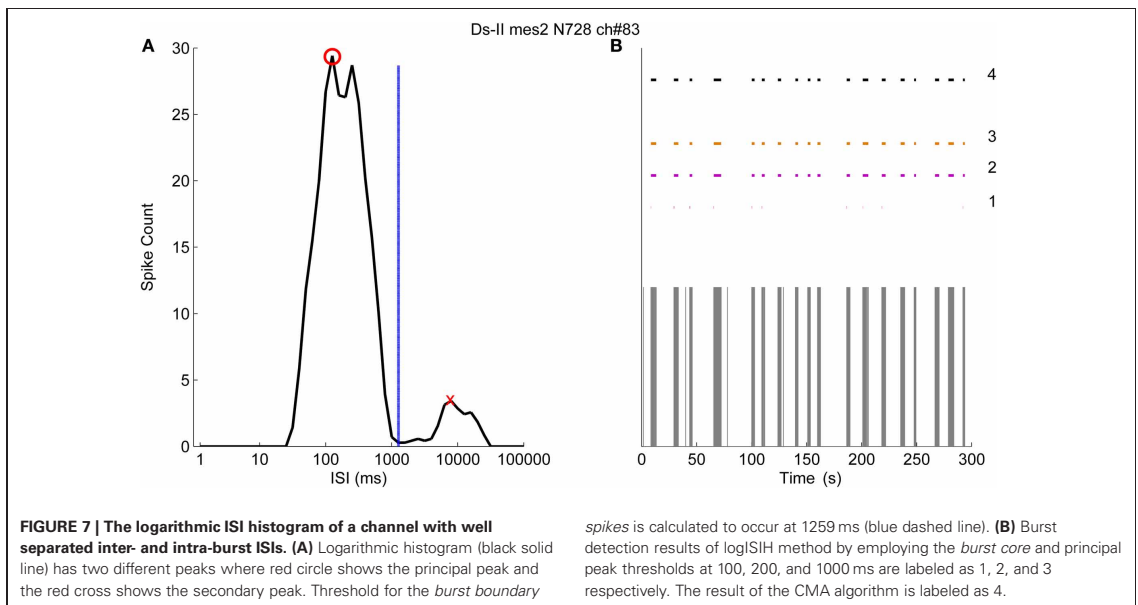 Ds-II mes2 N728 ch#83
A
30
25
20
15
10
5
0
Spike Count
1 10 100 1000 10000 100000
ISI (ms)
B
4
3
2
1
0 50 100 150 200 250 300
Time (s)
FIGURE 7 | The logarithmic ISI histogram of a channel with well
separated inter- and intra-burst ISIs. (A) Logarithmic histogram (black solid
line) has two different peaks where red circle shows the principal peak and
the red cross shows the secondary peak. Threshold for the burst boundary
spikes is calculated to occur at 1259 ms (blue dashed line). (B) Burst
detection results of logISIH method by employing the burst core and principal
peak thresholds at 100, 200, and 1000 ms are labeled as 1, 2, and 3
respectively. The result of the CMA algorithm is labeled as 4.